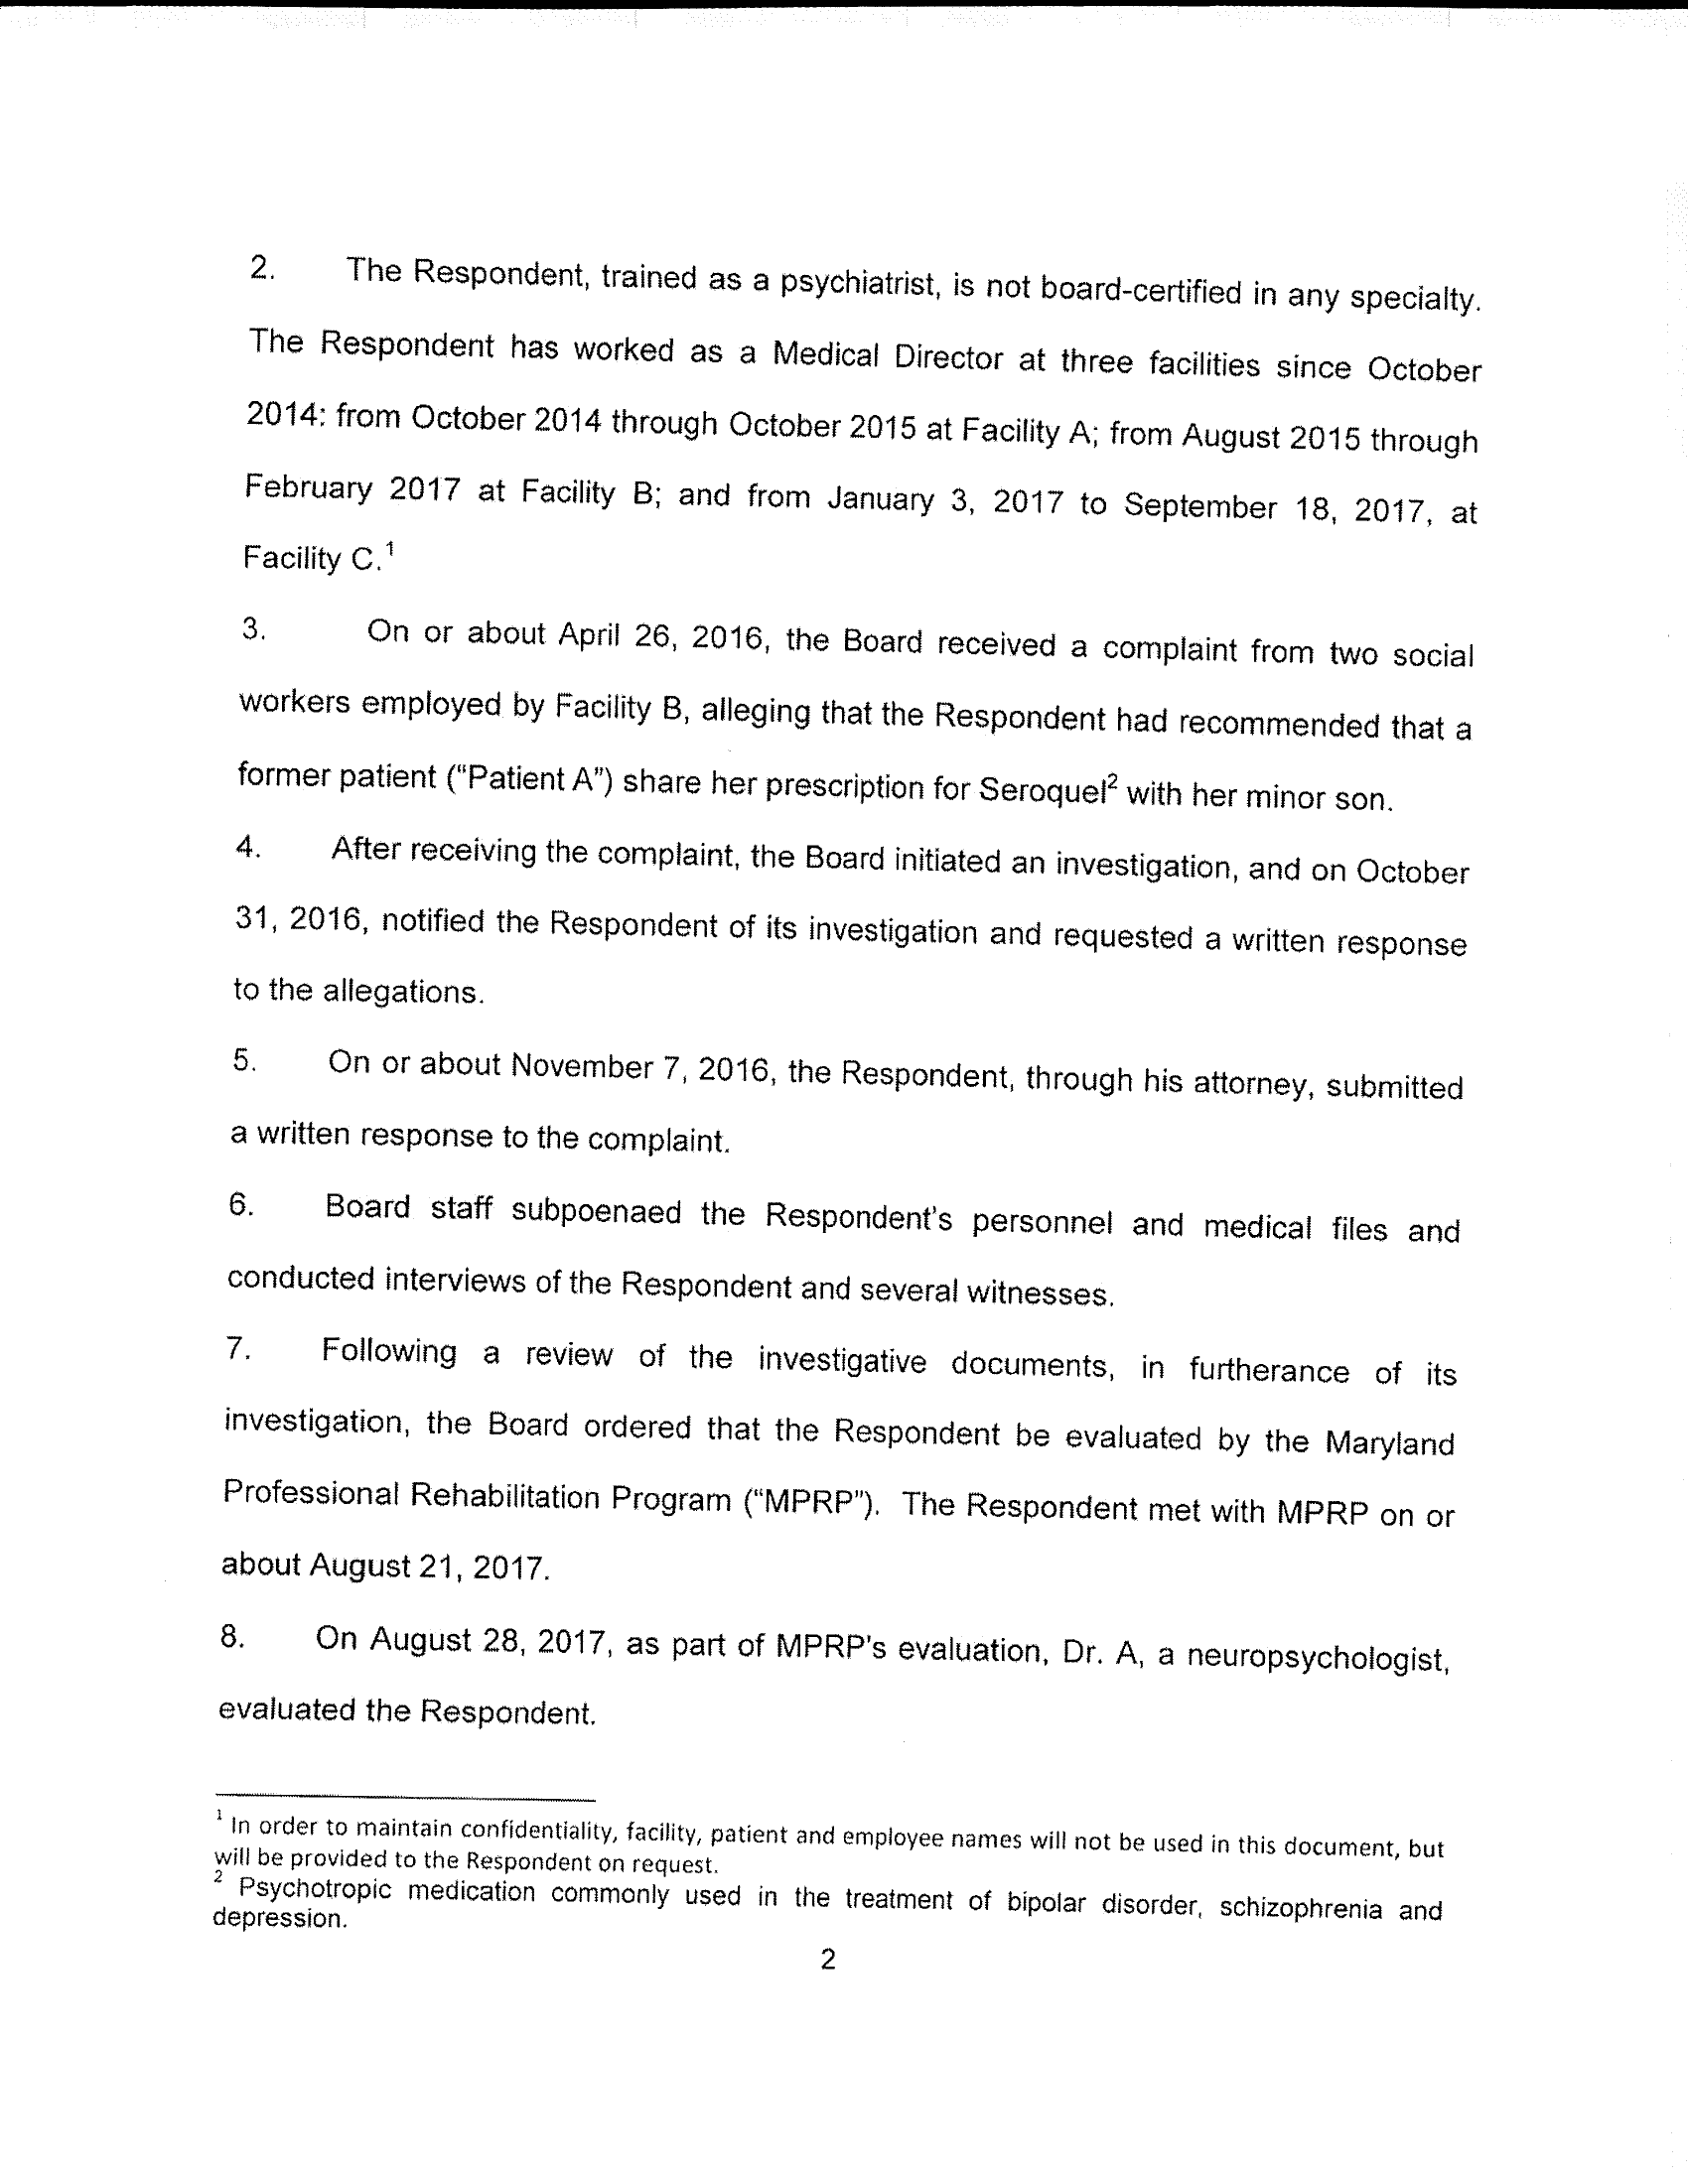 2. The Respondent, trained as a psychiatrist, is not board-certified in any specialty.
The Respondent has worked as a Medical Director at three facilities since October
2014: from October 2014 through October 2015 at Facility A; from August 2015 through
February 2017 at Facility B; and from January 3, 2017 to September 18, 2017, at
Facility C.¹
3. On or about April 26, 2016, the Board received a complaint from two social
workers employed by Facility B, alleging that the Respondent had recommended that a
former patient (“Patient A”) share her prescription for Seroquel² with her minor son.
4. After receiving the complaint, the Board initiated an investigation, and on October
31, 2016, notified the Respondent of its investigation and requested a written response
to the allegations.
5. On or about November 7, 2016, the Respondent, through his attorney, submitted
a written response to the complaint.
6. Board staff subpoenaed the Respondent's personnel and medical files and
conducted interviews of the Respondent and several witnesses.
7. Following a review of the investigative documents, in furtherance of its
investigation, the Board ordered that the Respondent be evaluated by the Maryland
Professional Rehabilitation Program (“MPRP”). The Respondent met with MPRP on or
about August 21, 2017.
8. On August 28, 2017, as part of MPRP's evaluation, Dr. A, a neuropsychologist,
evaluated the Respondent.
¹ In order to maintain confidentiality, facility, patient and employee names will not be used in this document, but
will be provided to the Respondent on request.
² Psychotropic medication commonly used in the treatment of bipolar disorder, schizophrenia and
depression.
2